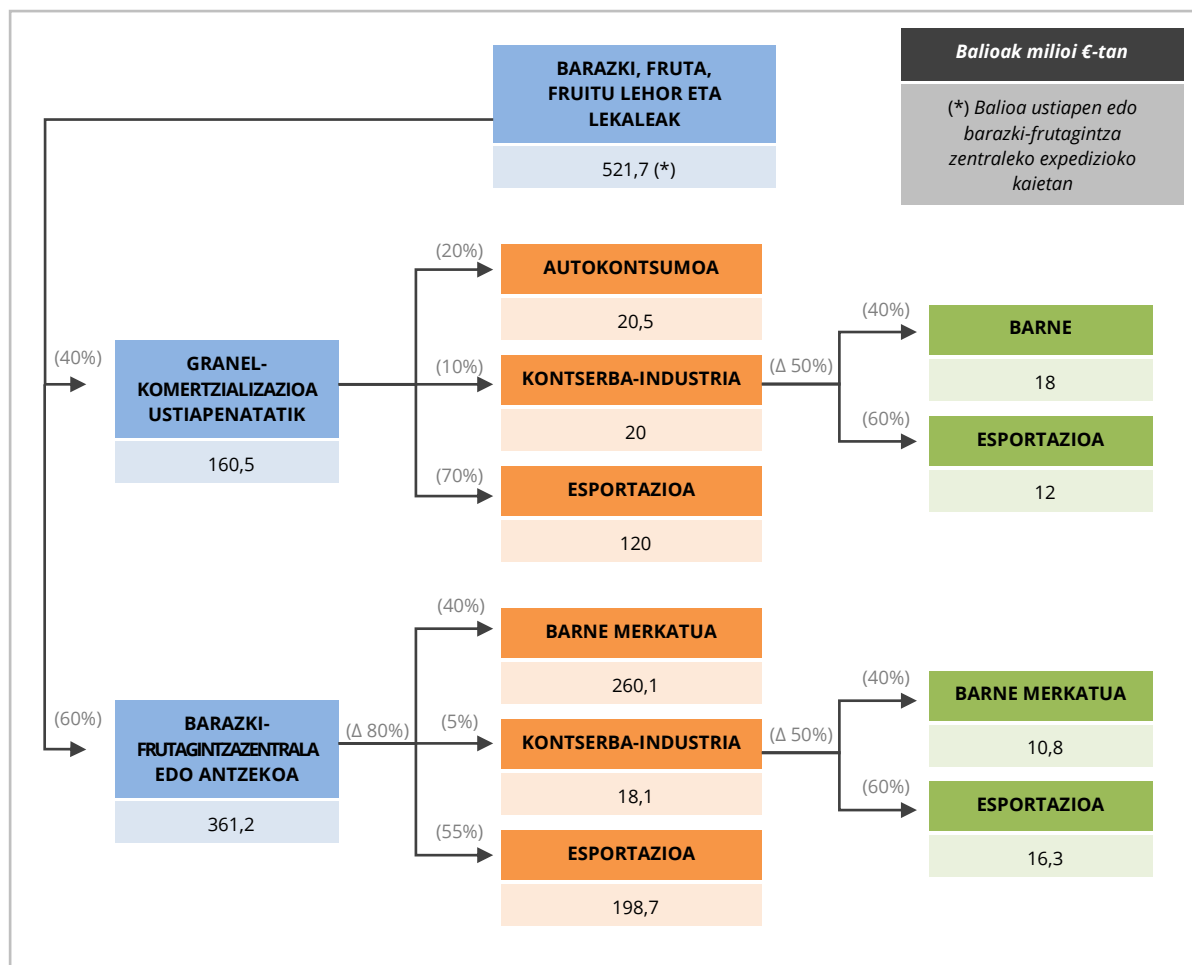 BARAZKI, FRUTA,
FRUITU LEHOR ETA
LEKALEAK
521,7 (*)
Balioak milioi €-tan
(*) Balioa ustiapen edo
barazki-frutagintza
zentraleko expedizioko
kaietan
(40%)
GRANEL-
KOMERTZIALIZAZIOA
USTIAPENATATIK
160,5
(20%)
AUTOKONTSUMOA
20,5
(10%)
KONTSERBA-INDUSTRIA
20
(70%)
ESPORTAZIOA
120
(Δ 50%)
(40%)
BARNE
18
(60%)
ESPORTAZIOA
12
(60%)
BARAZKI-
FRUTAGINTZAZENTRALA
EDO ANTZEKOA
361,2
(Δ 80%)
(40%)
BARNE MERKATUA
260,1
(5%)
KONTSERBA-INDUSTRIA
18,1
(55%)
ESPORTAZIOA
198,7
(Δ 50%)
(40%)
BARNE MERKATUA
10,8
(60%)
ESPORTAZIOA
16,3